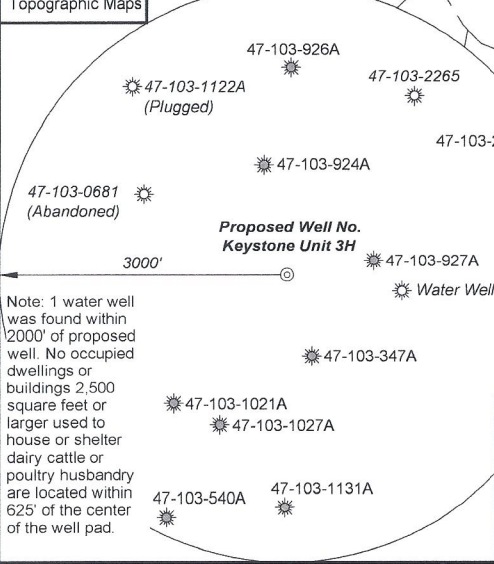 Topographic Maps
47-103-926A
47-103-2265
47-103-1122A
(Plugged)
47-103-2
47-103-924A
47-103-0681
(Abandoned)
Proposed Well No.
Keystone Unit 3H
3000'
47-103-927A
Water Well
Note: 1 water well
was found within
2000' of proposed
well. No occupied
dwellings or
buildings 2,500
square feet or
larger used to
house or shelter
dairy cattle or
poultry husbandry
are located within
625' of the center
of the well pad.
47-103-347A
47-103-1021A
47-103-1027A
47-103-540A
47-103-1131A